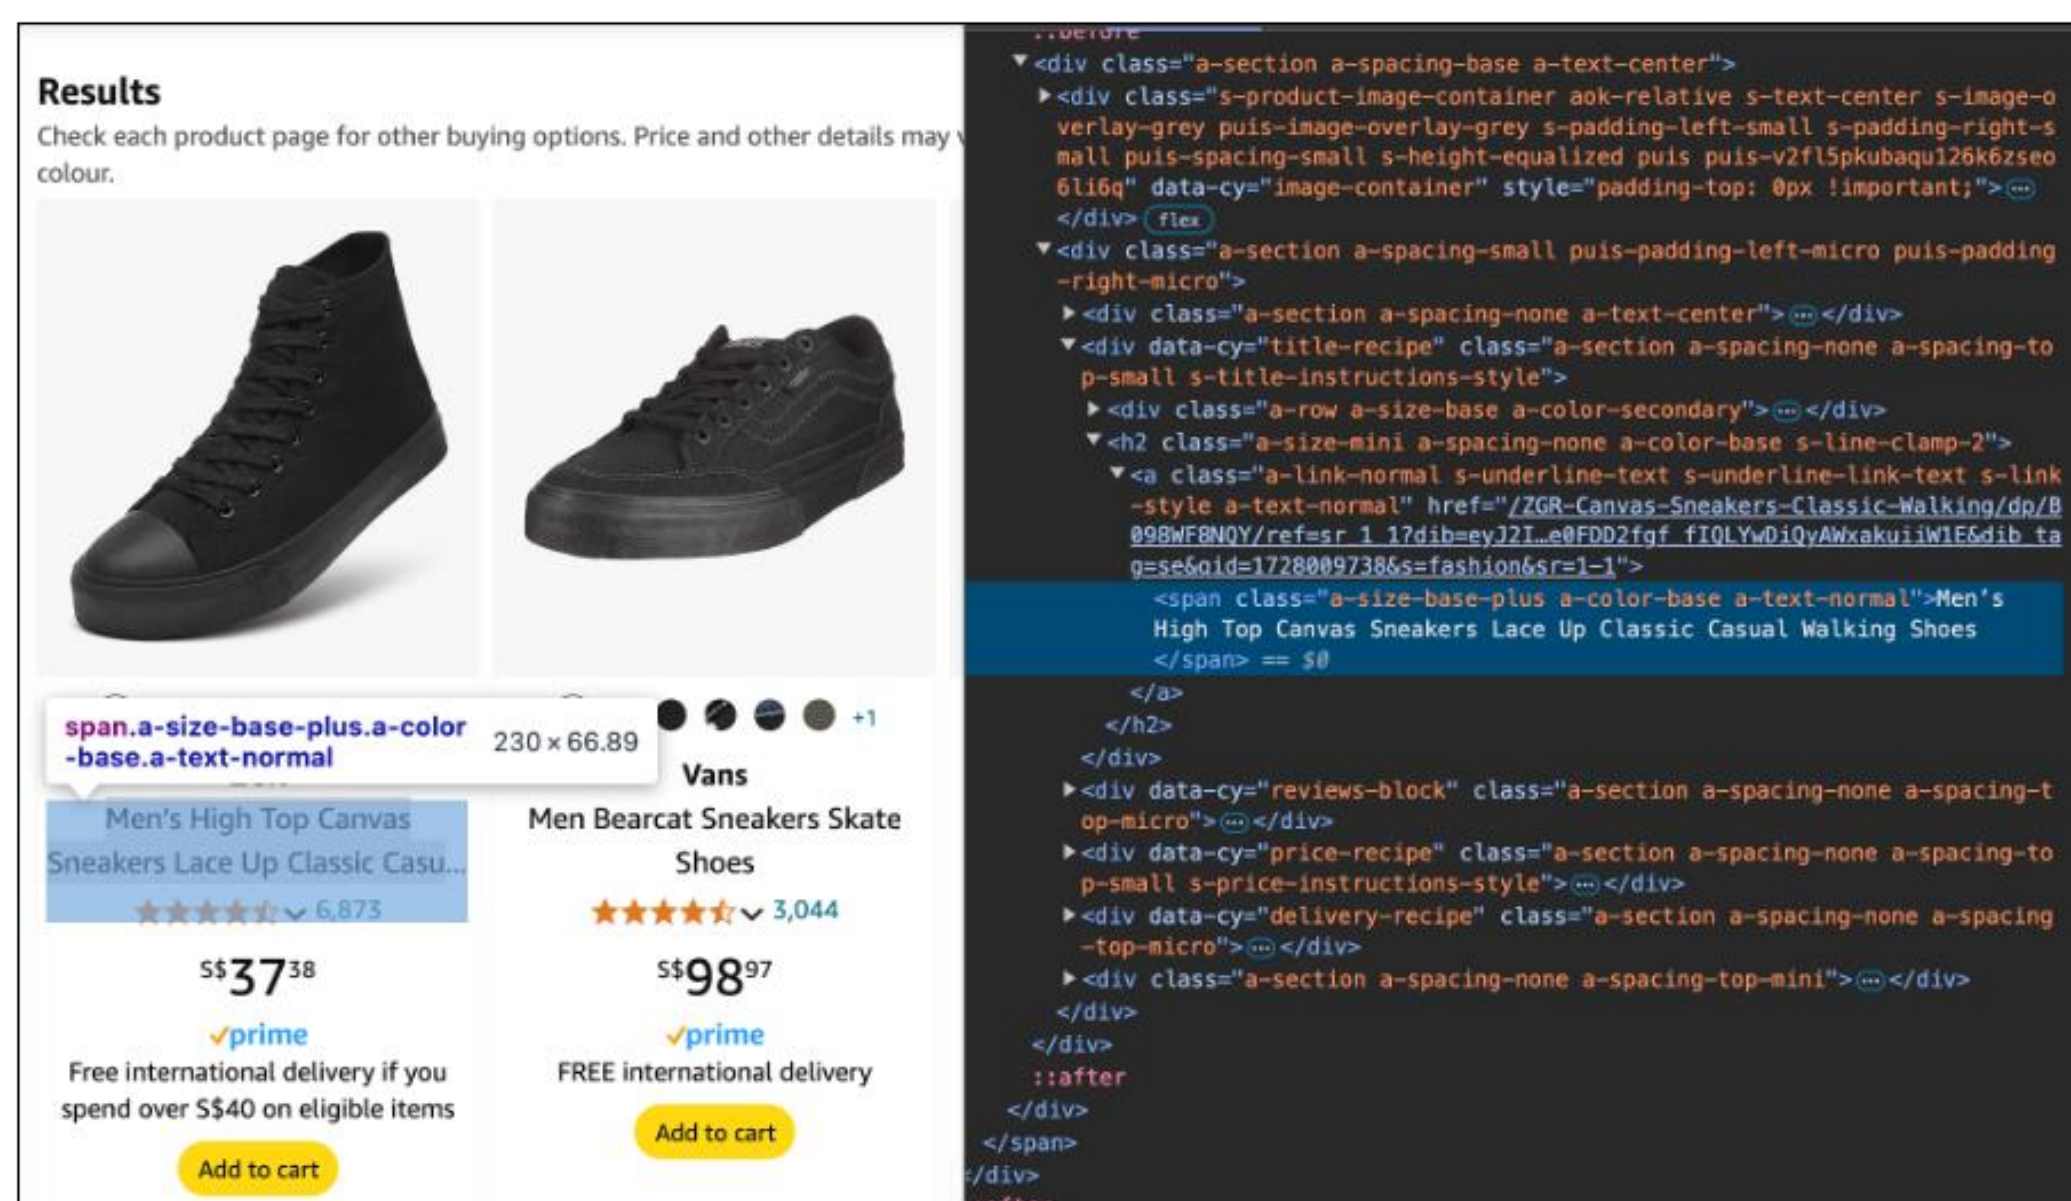 Results
Check each product page for other buying options. Price and other details may
colour.
span.a-size-base-plus.a-color
-base.a-text-normal
230 × 66.89
Men's High Top Canvas
Sneakers Lace Up Classic Casu...
6,873
S$37 38
prime
Free international delivery if you
spend over S$40 on eligible items
Add to cart
+1
Vans
Men Bearcat Sneakers Skate
Shoes
3,044
S$98 97
prime
FREE international delivery
Add to cart
::before
<div class="a-section a-spacing-base a-text-center">
<div class="s-product-image-container aok-relative s-text-center s-image-o
verlay-grey puis-image-overlay-grey s-padding-left-small s-padding-right-s
mall puis-spacing-small s-height-equalized puis puis-v2fl5pkubaqu126k6zseo
6li6q" data-cy="image-container" style="padding-top: 0px !important;">…
</div> flex
<div class="a-section a-spacing-small puis-padding-left-micro puis-padding
-right-micro">
<div class="a-section a-spacing-none a-text-center">…</div>
<div data-cy="title-recipe" class="a-section a-spacing-none a-spacing-to
p-small s-title-instructions-style">
<div class="a-row a-size-base a-color-secondary">…</div>
<h2 class="a-size-mini a-spacing-none a-color-base s-line-clamp-2">
<a class="a-link-normal s-underline-text s-underline-link-text s-link
-style a-text-normal" href="/ZGR-Canvas-Sneakers-Classic-Walking/dp/B
098WF8NQY/ref=sr_1_1?dib=eyJ2I…e0FDD2fgf_fIQLYwDiQyAWxakuiiW1E&dib_ta
g=se&qid=1728009738&s=fashion&sr=1-1">
<span class="a-size-base-plus a-color-base a-text-normal">Men's
High Top Canvas Sneakers Lace Up Classic Casual Walking Shoes
</span> == $0
</a>
</h2>
</div>
<div data-cy="reviews-block" class="a-section a-spacing-none a-spacing-t
op-micro">…</div>
<div data-cy="price-recipe" class="a-section a-spacing-none a-spacing-to
p-small s-price-instructions-style">…</div>
<div data-cy="delivery-recipe" class="a-section a-spacing-none a-spacing
-top-micro">…</div>
<div class="a-section a-spacing-none a-spacing-top-mini">…</div>
</div>
</div>
::after
</div>
</span>
/div>